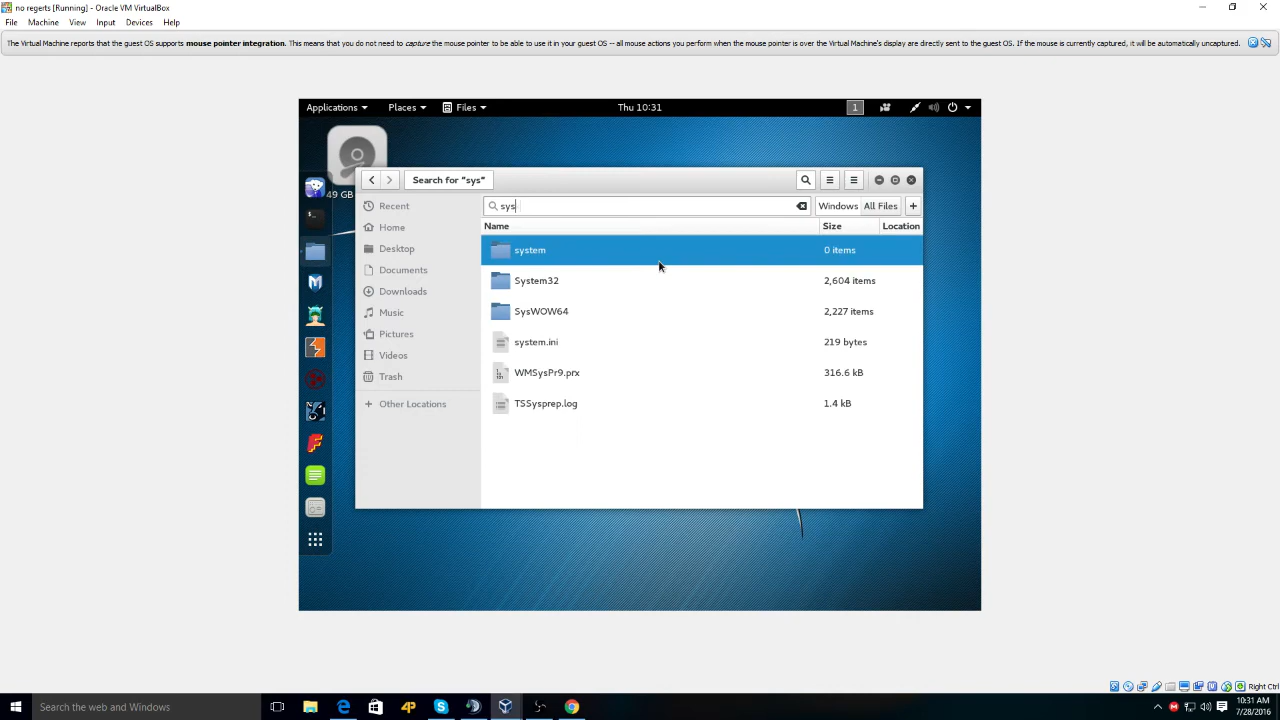 no regerts [Running] - Oracle VM VirtualBox
File Machine View Input Devices Help
The Virtual Machine reports that the guest OS supports mouse pointer integration. This means that you do not need to capture the mouse pointer to be able to use it in your guest OS -- all mouse actions you perform when the mouse pointer is over the Virtual Machine's display are directly sent to the guest OS. If the mouse is currently captured, it will be automatically uncaptured.
Applications Places Files Thu 10:31 1
49 GB
Search for "sys"
Recent
Home
Desktop
Documents
Downloads
Music
Pictures
Videos
Trash
+ Other Locations
sys Windows All Files +
Name Size Location
system 0 items
System32 2,604 items
SysWOW64 2,227 items
system.ini 219 bytes
WMSysPr9.prx 316.6 kB
TSSysprep.log 1.4 kB
Right Ctrl
Search the web and Windows
4P
10:31 AM
7/28/2016